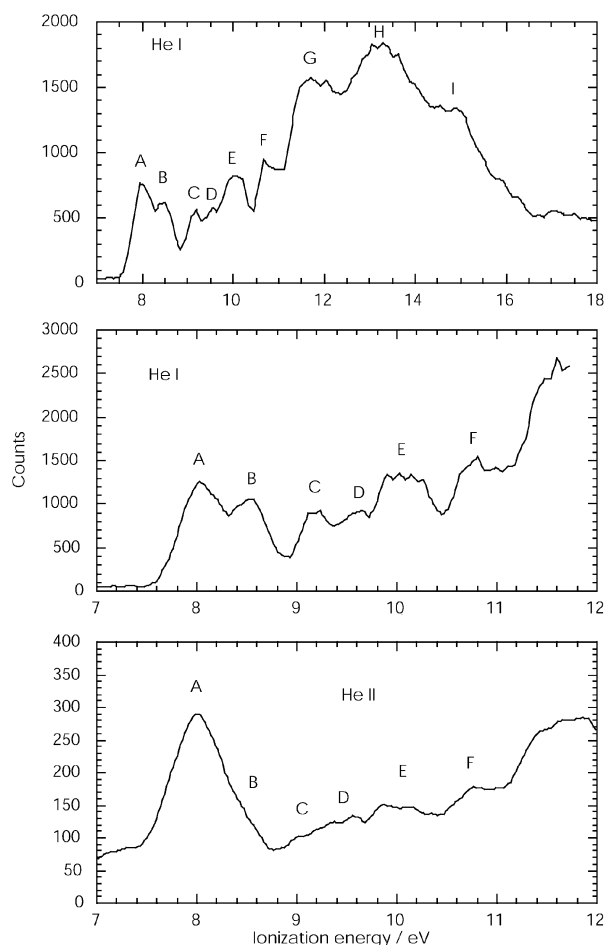 2000
He I
H
G
1500
I
1000
A
F
B
E
C
D
500
0
8
10
12
14
16
18
3000
He I
2500
2000
Counts
1500
F
E
A
B
1000
C
D
500
0
7
8
9
10
11
12
400
350
A
He II
300
250
200
B
E
F
150
C
D
100
50
0
7
8
9
10
11
12
Ionization energy / eV